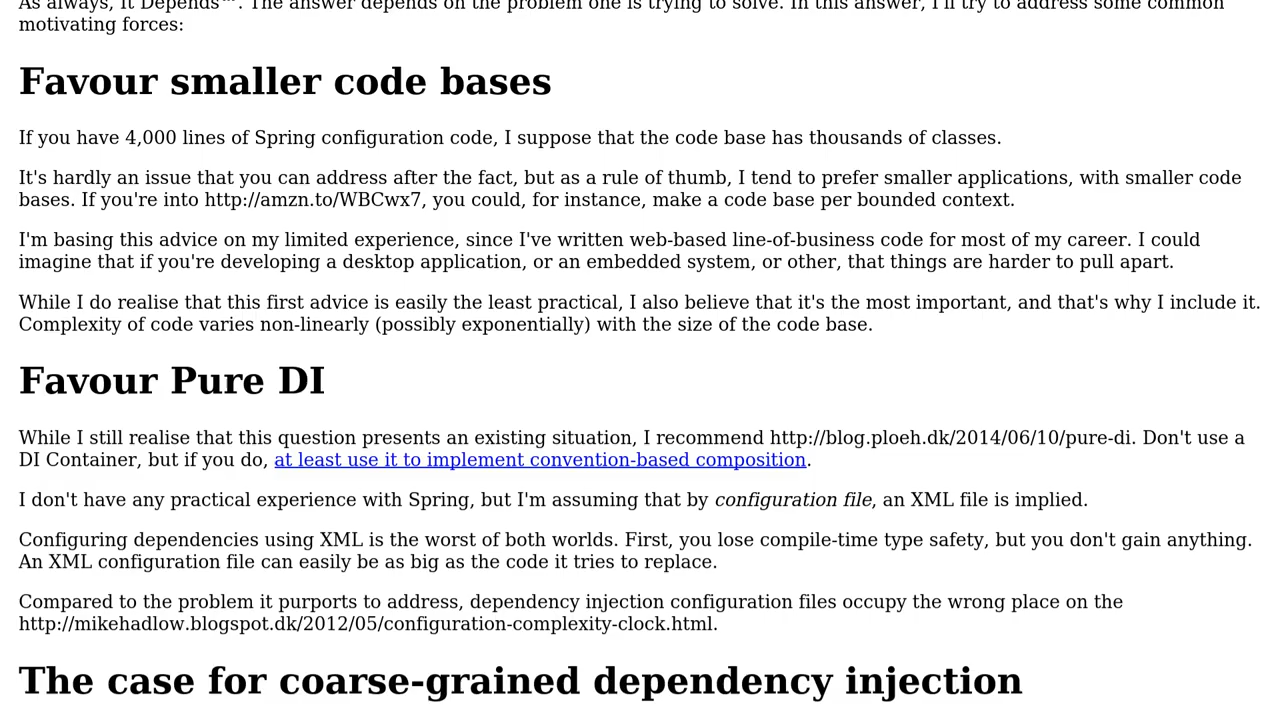 As always, It Depends™. The answer depends on the problem one is trying to solve. In this answer, I'll try to address some common
motivating forces:
Favour smaller code bases
If you have 4,000 lines of Spring configuration code, I suppose that the code base has thousands of classes.
It's hardly an issue that you can address after the fact, but as a rule of thumb, I tend to prefer smaller applications, with smaller code
bases. If you're into http://amzn.to/WBCwx7, you could, for instance, make a code base per bounded context.
I'm basing this advice on my limited experience, since I've written web-based line-of-business code for most of my career. I could
imagine that if you're developing a desktop application, or an embedded system, or other, that things are harder to pull apart.
While I do realise that this first advice is easily the least practical, I also believe that it's the most important, and that's why I include it.
Complexity of code varies non-linearly (possibly exponentially) with the size of the code base.
Favour Pure DI
While I still realise that this question presents an existing situation, I recommend http://blog.ploeh.dk/2014/06/10/pure-di. Don't use a
DI Container, but if you do, at least use it to implement convention-based composition.
I don't have any practical experience with Spring, but I'm assuming that by configuration file, an XML file is implied.
Configuring dependencies using XML is the worst of both worlds. First, you lose compile-time type safety, but you don't gain anything.
An XML configuration file can easily be as big as the code it tries to replace.
Compared to the problem it purports to address, dependency injection configuration files occupy the wrong place on the
http://mikehadlow.blogspot.dk/2012/05/configuration-complexity-clock.html.
The case for coarse-grained dependency injection